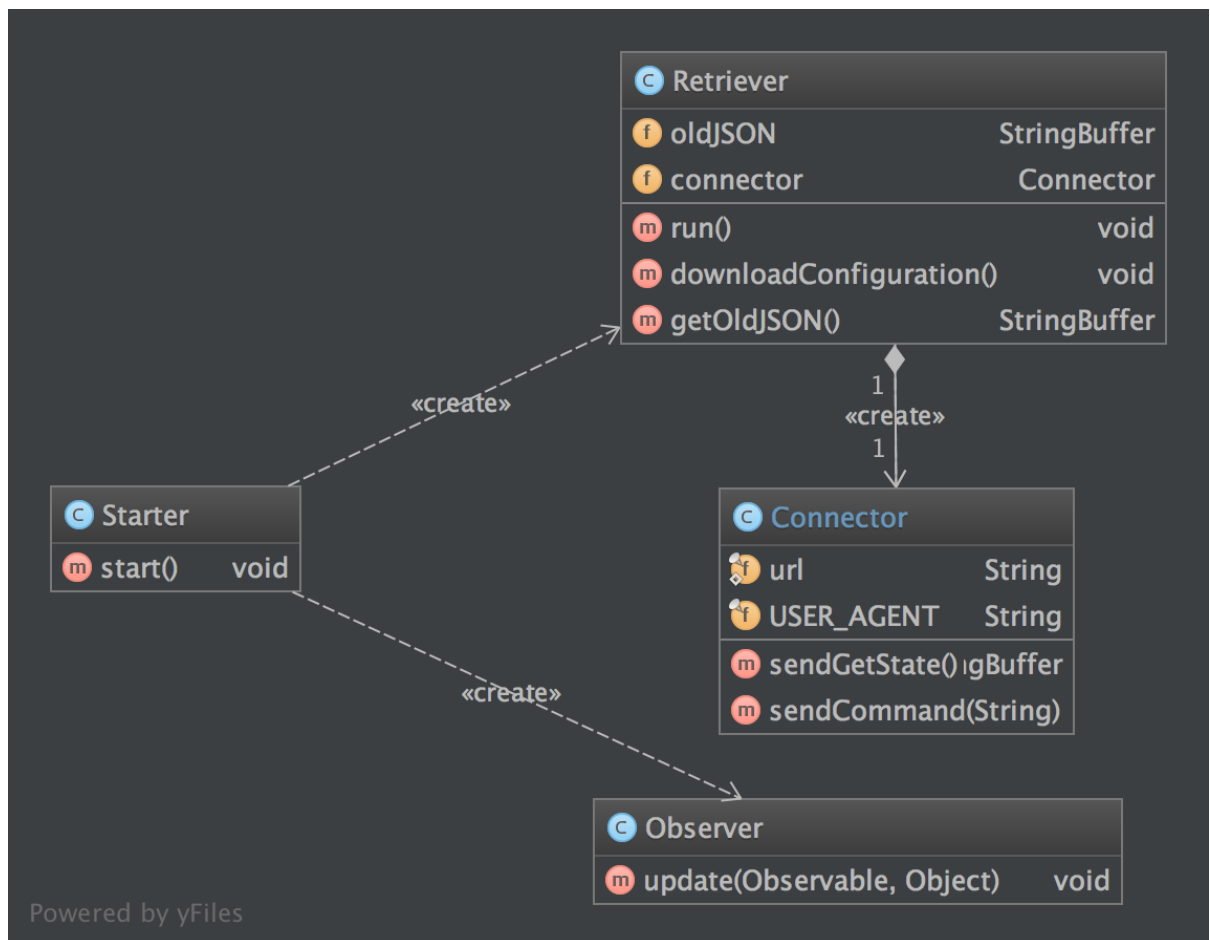 Retriever
oldJSON StringBuffer
connector Connector
run() void
downloadConfiguration() void
getOldJSON() StringBuffer
1
«create»
1
«create»
Starter
start() void
Connector
url String
USER_AGENT String
sendGetState() gBuffer
sendCommand(String)
«create»
Observer
update(Observable, Object) void
Powered by yFiles